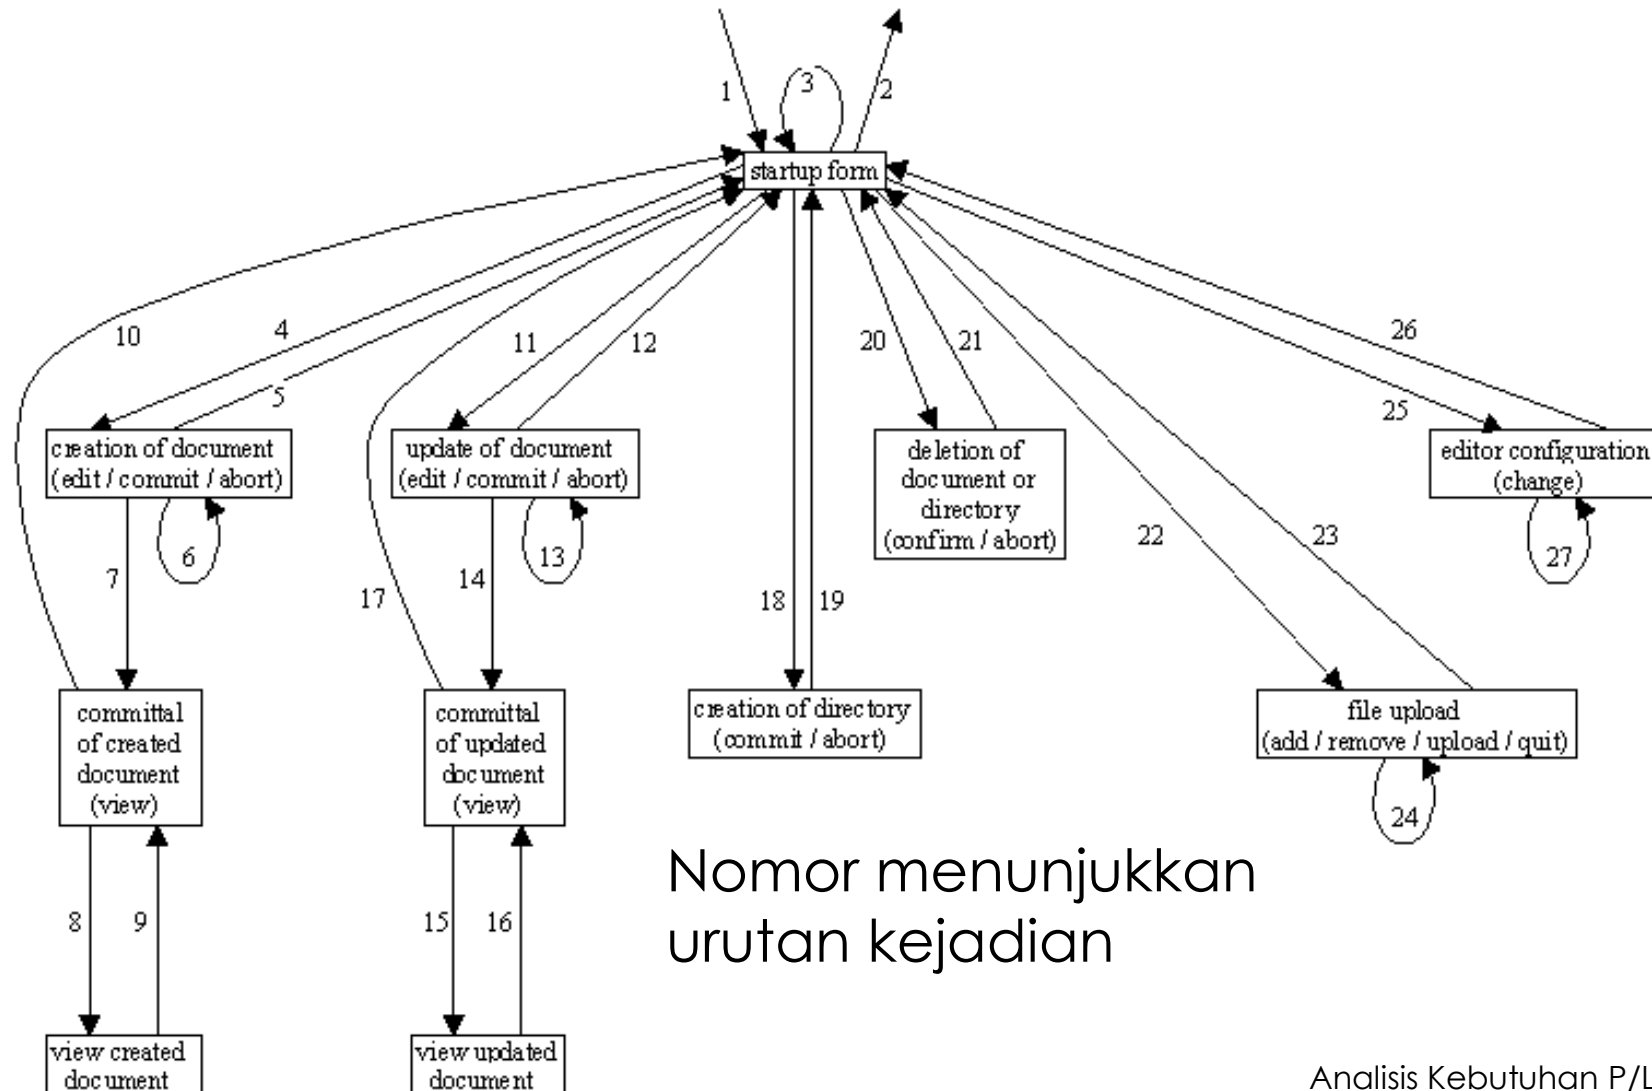 1
3
2
startup form
10
4
5
11
12
20
21
26
25
creation of document
(edit / commit / abort)
update of document
(edit / commit / abort)
deletion of
document or
directory
(confirm / abort)
editor configuration
(change)
6
7
13
14
17
18
19
22
23
27
committal
of created
document
(view)
committal
of updated
document
(view)
creation of directory
(commit / abort)
file upload
(add / remove / upload / quit)
24
8
9
15
16
Nomor menunjukkan
urutan kejadian
view created
document
view updated
document
Analisis Kebutuhan P/L